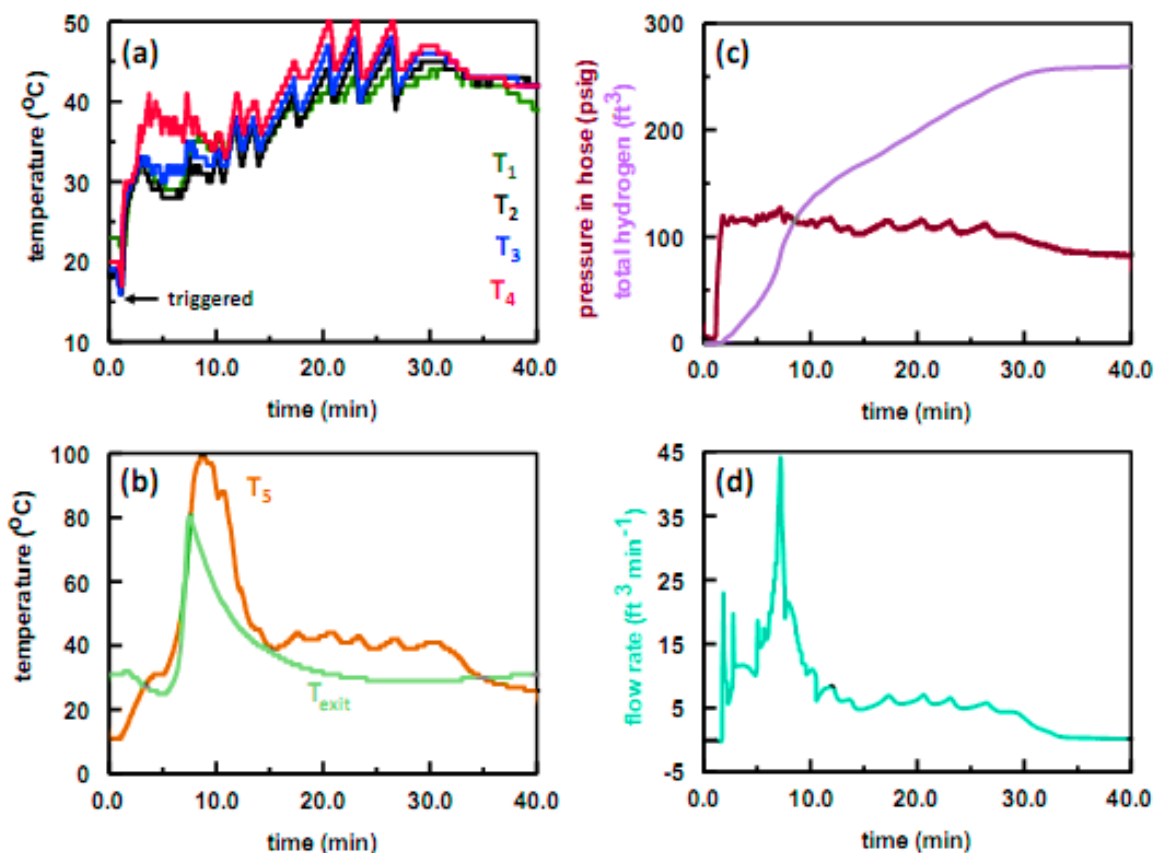 (a)
temperature (°C)
50
40
30
20
10
T1
T2
T3
T4
triggered
0.0 10.0 20.0 30.0 40.0
time (min)
(c)
pressure in hose (psig)
total hydrogen (ft³)
300
200
100
0
0.0 10.0 20.0 30.0 40.0
time (min)
(b)
temperature (°C)
100
80
60
40
20
0
T5
Texit
0.0 10.0 20.0 30.0 40.0
time (min)
(d)
flow rate (ft³ min⁻¹)
45
35
25
15
5
-5
0.0 10.0 20.0 30.0 40.0
time (min)